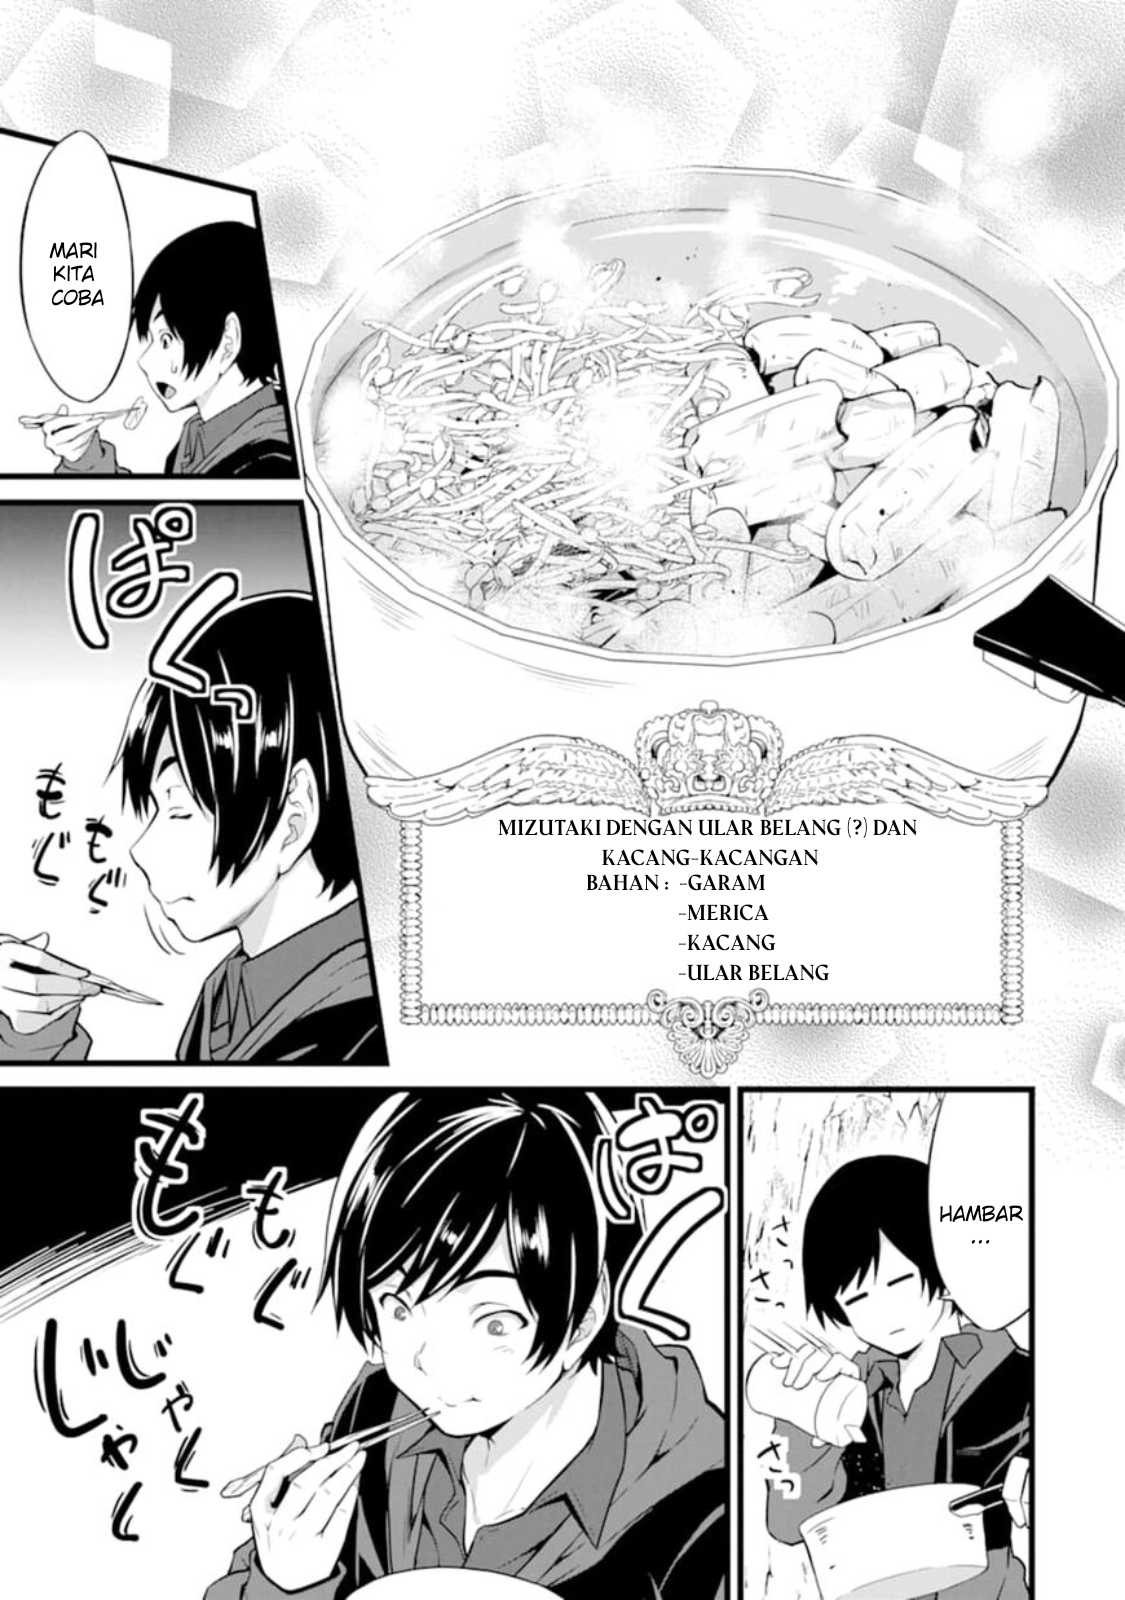 MIZUTAKI DENGAN ULAR BELANG (?) DAN
KACANG-KACANGAN
BAHAN : -GARAM
-MERICA
-KACANG
-ULAR BELANG
MARI
KITA
COBA
ぱくっ
もぐ
もぐ
HAMBAR
...
さっ
さっ
さっ
ぱく
もぐ
もぐ
じゃく
じゃく